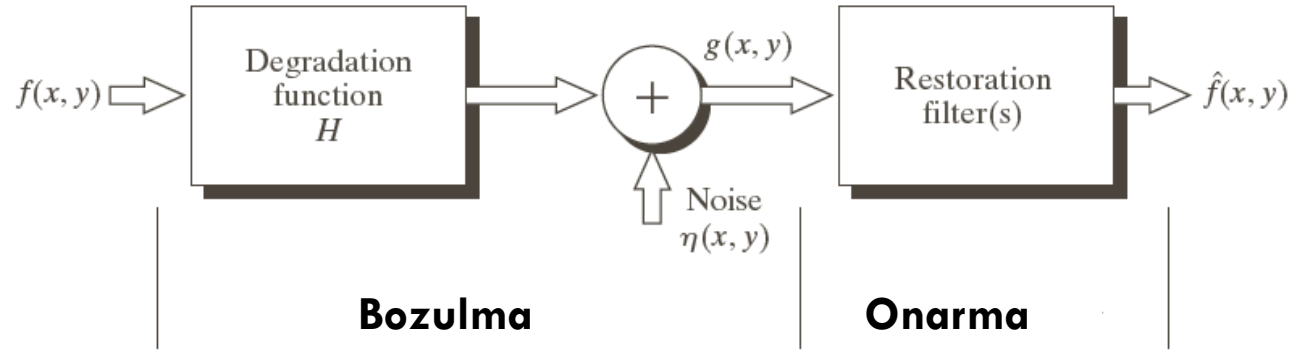 f(x, y)
Degradation
function
H
+
g(x, y)
Noise
η(x, y)
Restoration
filter(s)
f̂(x, y)
Bozulma
Onarma